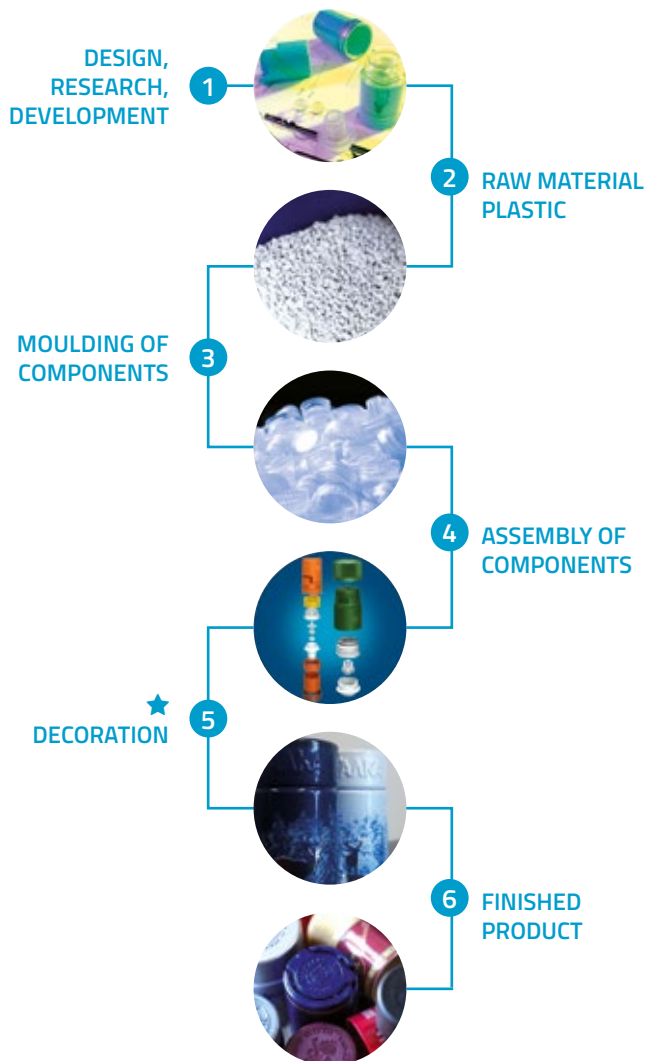 DESIGN,
RESEARCH,
DEVELOPMENT
1
2
RAW MATERIAL
PLASTIC
MOULDING OF
COMPONENTS
3
4
ASSEMBLY OF
COMPONENTS
DECORATION
5
6
FINISHED
PRODUCT